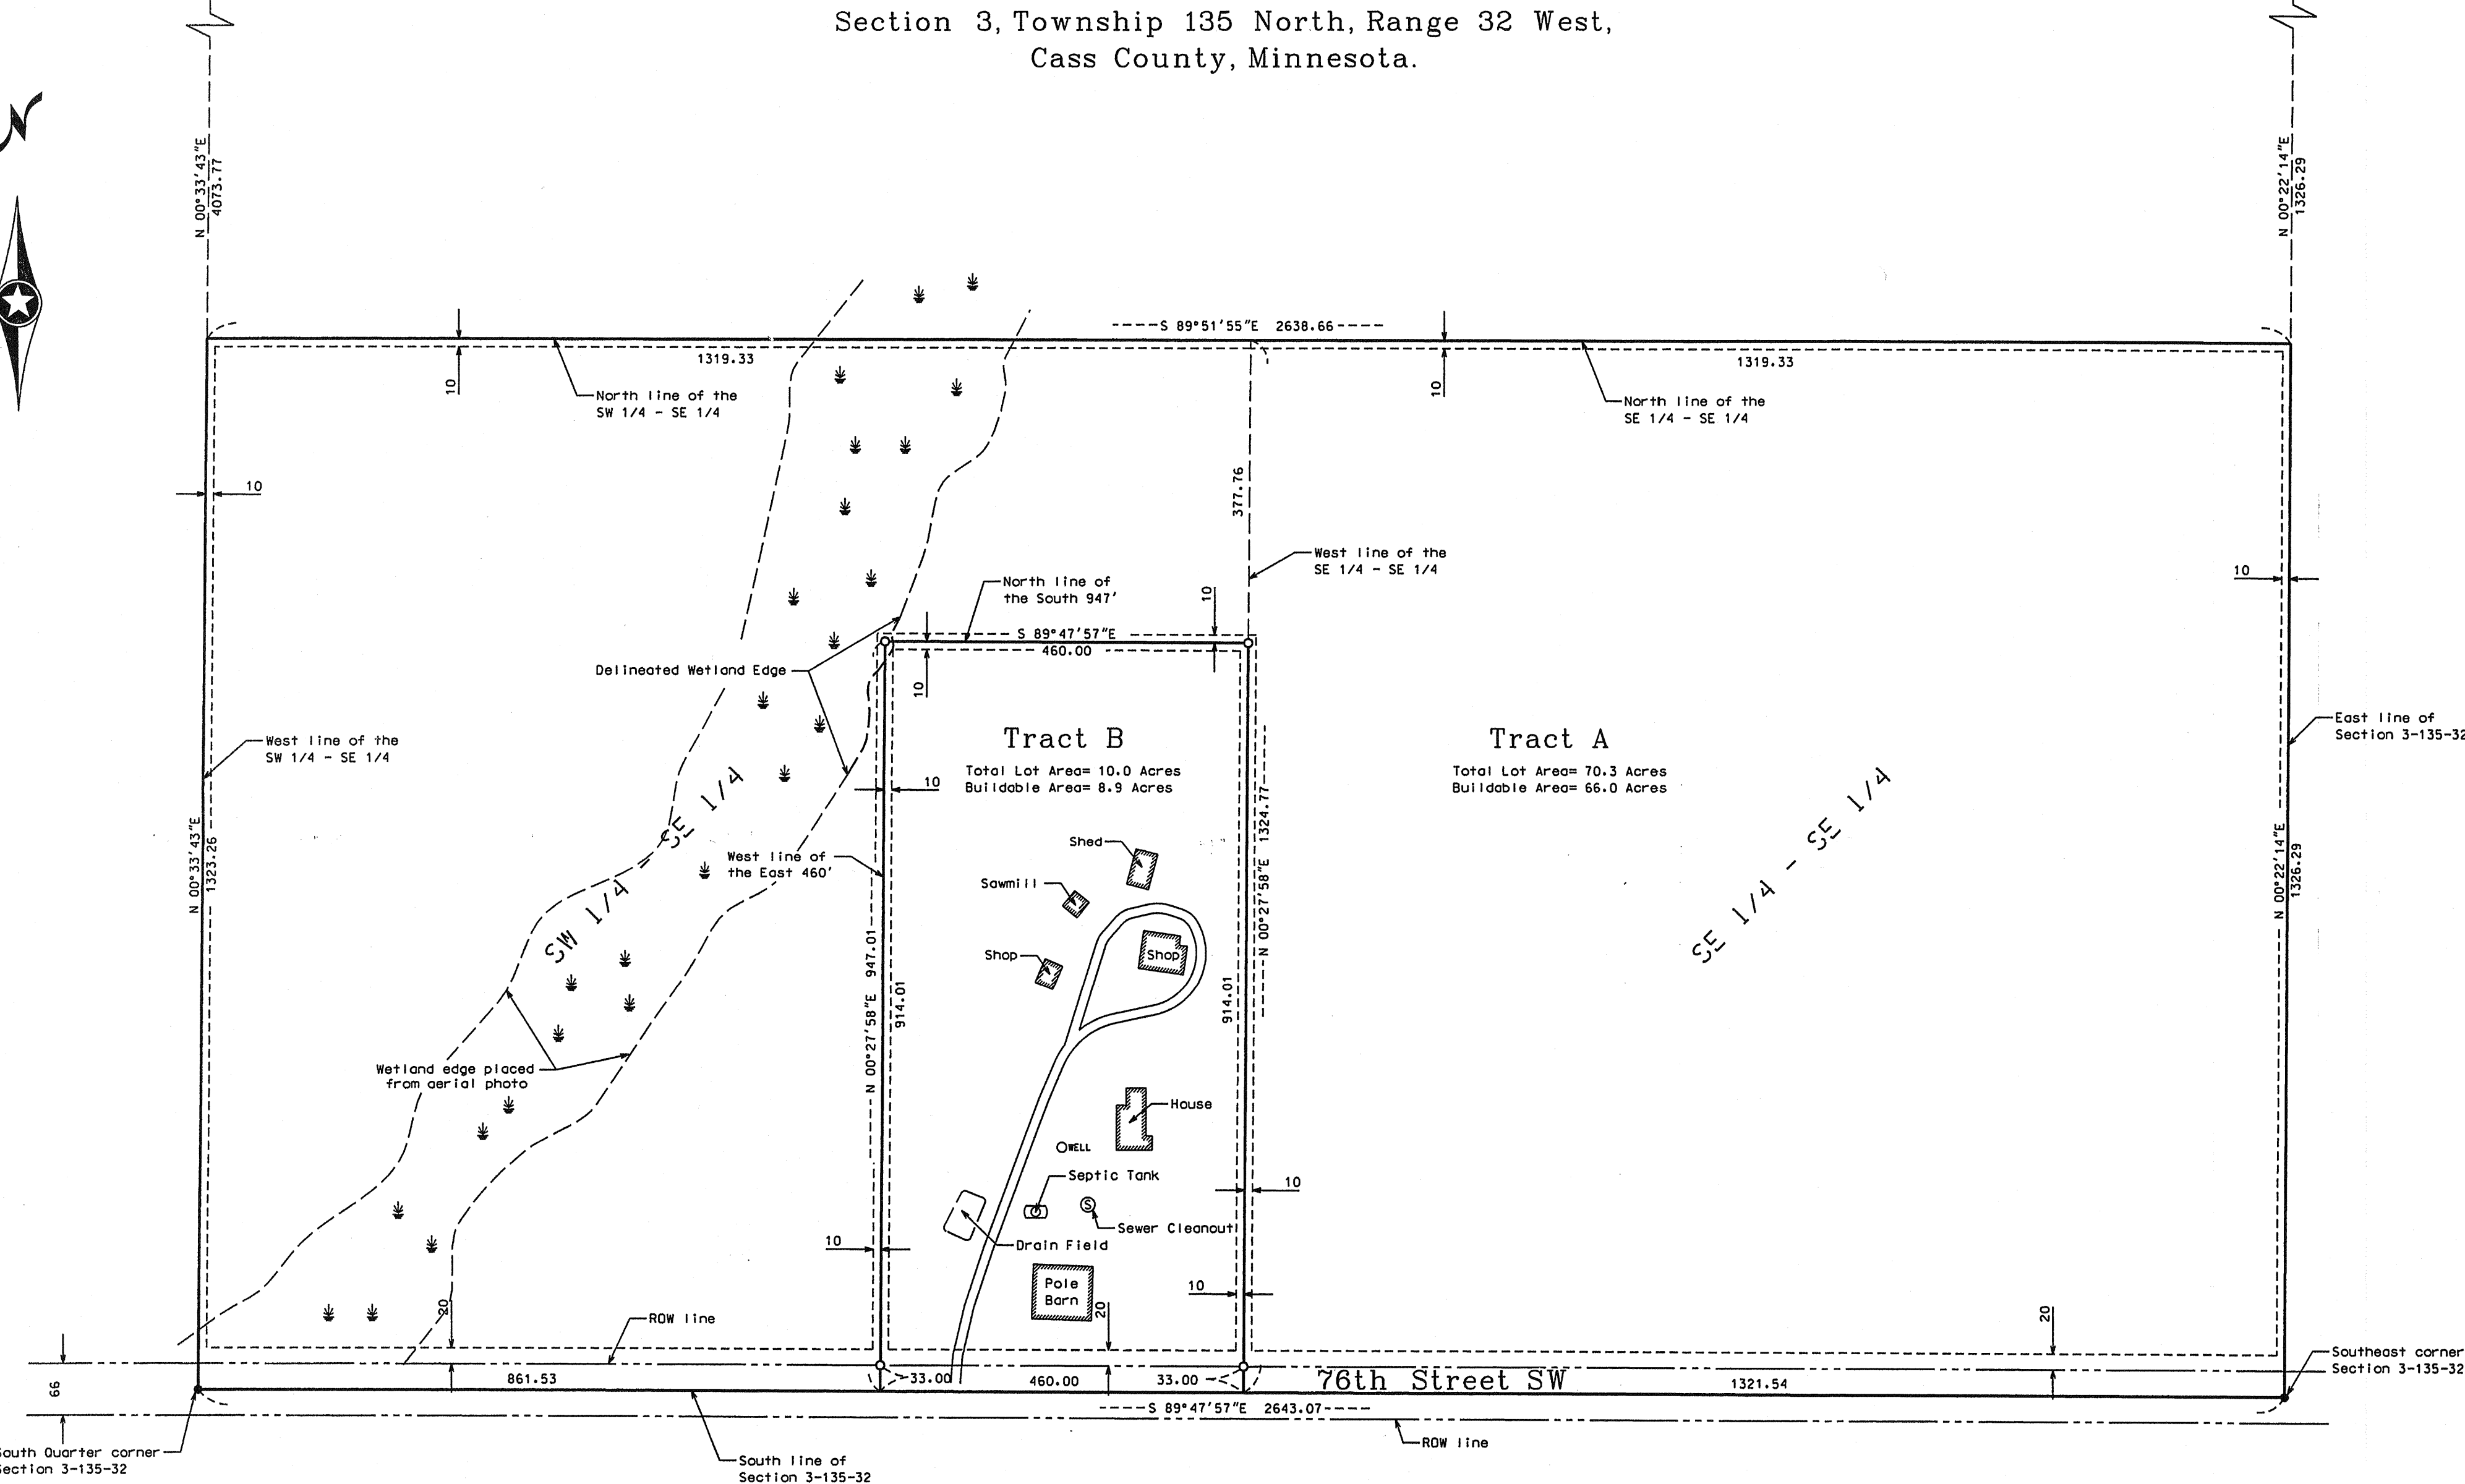 Section 3, Township 135 North, Range 32 West,
Cass County, Minnesota.
N
N 00°33'43"E
4073.77
N 00°22'14"E
1326.29
S 89°51'55"E 2638.66
1319.33
1319.33
10
10
North line of the
SW 1/4 - SE 1/4
North line of the
SE 1/4 - SE 1/4
10
377.76
West line of the
SE 1/4 - SE 1/4
10
North line of
the South 947'
10
S 89°47'57"E
460.00
10
Delineated Wetland Edge
West line of the
SW 1/4 - SE 1/4
Tract B
Total Lot Area= 10.0 Acres
Buildable Area= 8.9 Acres
Tract A
Total Lot Area= 70.3 Acres
Buildable Area= 66.0 Acres
East line of
Section 3-135-32
10
SW 1/4 - SE 1/4
SE 1/4 - SE 1/4
N 00°33'43"E
1323.26
West line of
the East 460'
Shed
Sawmill
Shop
Shop
N 00°27'58"E 947.01
914.01
914.01
N 00°27'58"E 1324.77
N 00°22'14"E
1326.29
Wetland edge placed
from aerial photo
House
WELL
Septic Tank
S
Sewer Cleanout
Drain Field
10
10
10
Pole
Barn
20
20
20
ROW line
66
861.53
33.00
460.00
33.00
76th Street SW
1321.54
Southeast corner
Section 3-135-32
S 89°47'57"E 2643.07
ROW line
South Quarter corner
Section 3-135-32
South line of
Section 3-135-32